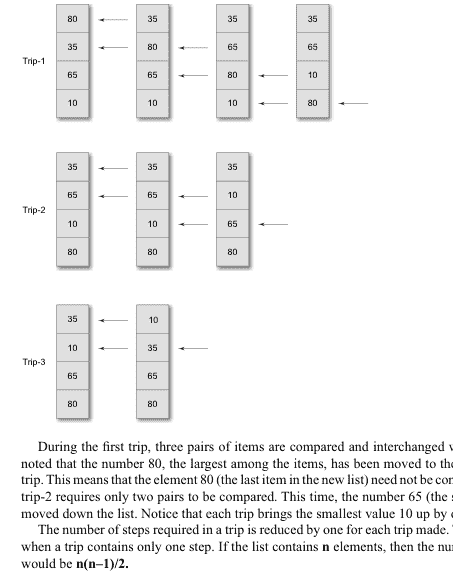 80 35 35 35
35 80 65 65
Trip-1
65 65 80 10
10 10 10 80
35 35 35
65 65 10
Trip-2
10 10 65
80 80 80
35 10
10 35
Trip-3
65 65
80 80
During the first trip, three pairs of items are compared and interchanged
noted that the number 80, the largest among the items, has been moved to the
trip. This means that the element 80 (the last item in the new list) need not be
trip-2 requires only two pairs to be compared. This time, the number 65 (the
moved down the list. Notice that each trip brings the smallest value 10 up by
The number of steps required in a trip is reduced by one for each trip made.
when a trip contains only one step. If the list contains n elements, then the
would be n(n–1)/2.